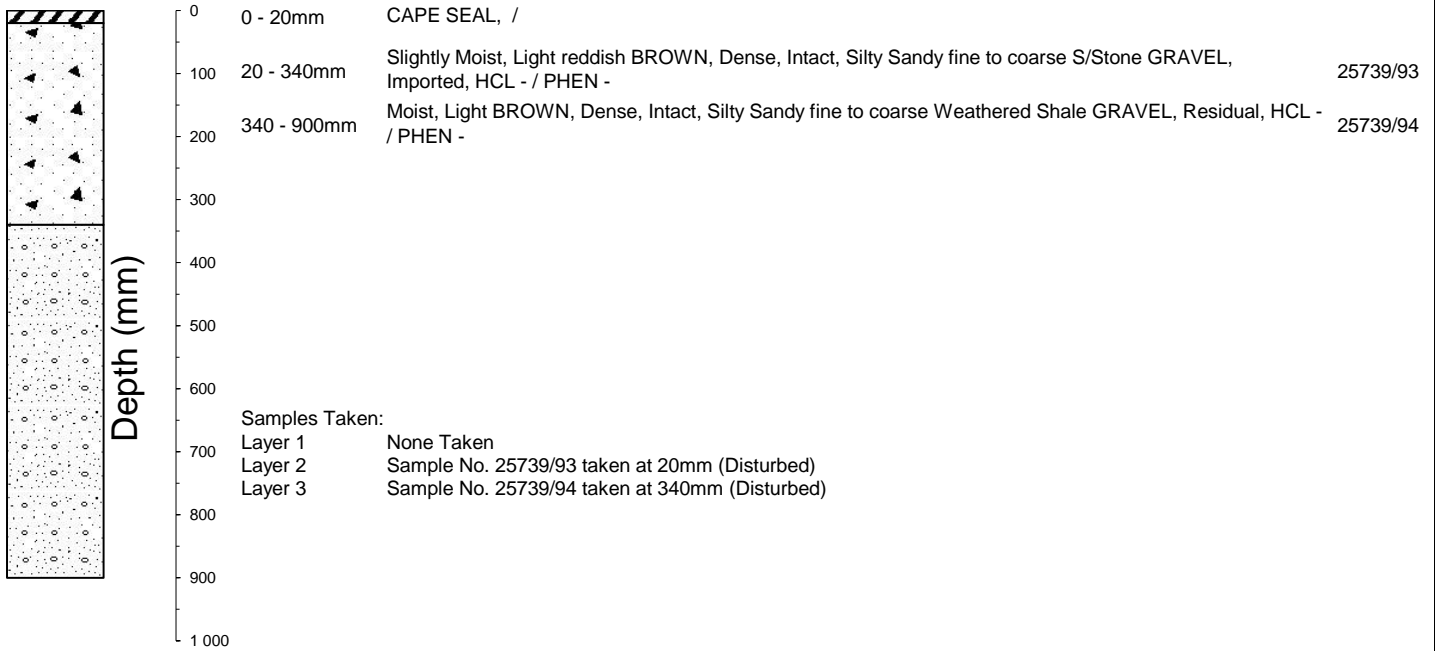 0
0 - 20mm CAPE SEAL, /
100
20 - 340mm Slightly Moist, Light reddish BROWN, Dense, Intact, Silty Sandy fine to coarse S/Stone GRAVEL,
Imported, HCL - / PHEN - 25739/93
200
340 - 900mm Moist, Light BROWN, Dense, Intact, Silty Sandy fine to coarse Weathered Shale GRAVEL, Residual, HCL -
/ PHEN - 25739/94
300
400
500
600
700
800
900
1 000
Depth (mm)
Samples Taken:
Layer 1 None Taken
Layer 2 Sample No. 25739/93 taken at 20mm (Disturbed)
Layer 3 Sample No. 25739/94 taken at 340mm (Disturbed)